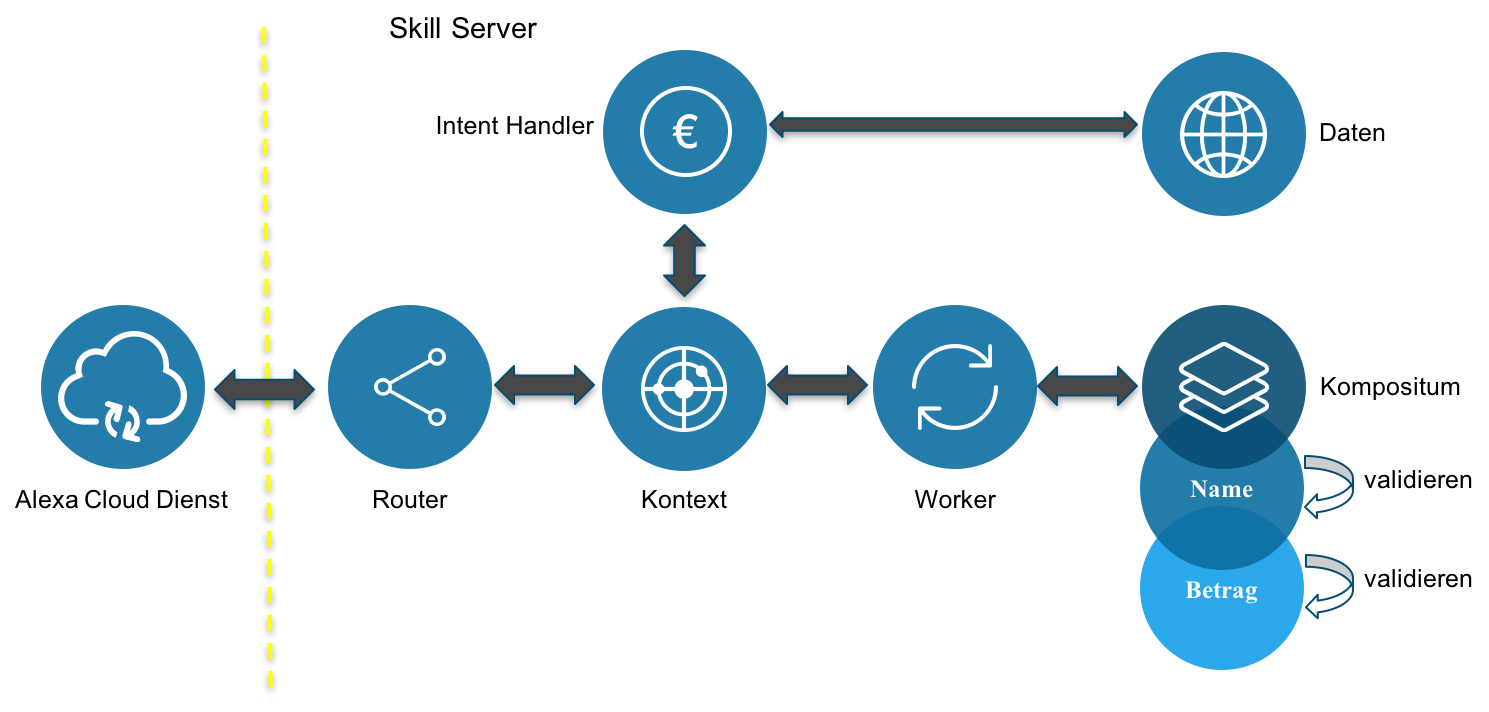 Skill Server
Intent Handler
€
Daten
Kompositum
Alexa Cloud Dienst
Router
Kontext
Worker
Name
validieren
Betrag
validieren